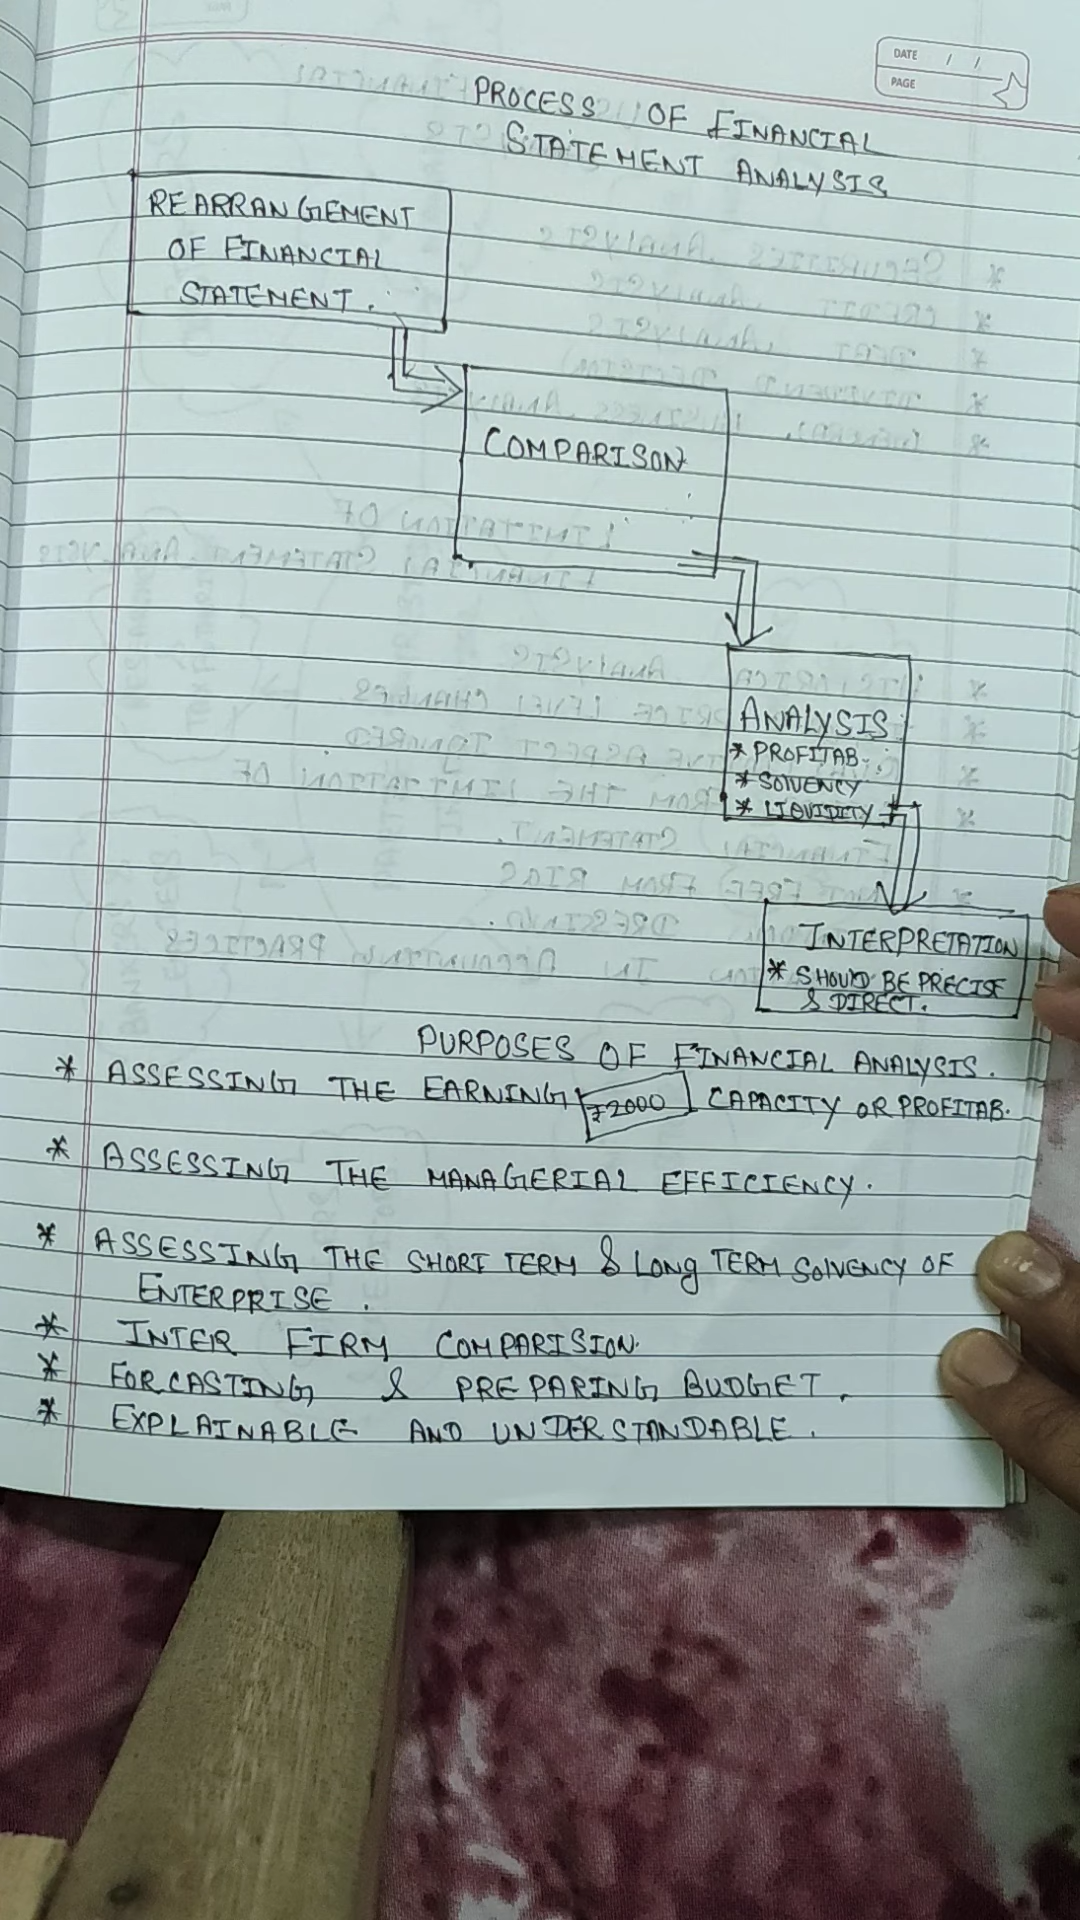 DATE / /
PAGE
PROCESS OF FINANCIAL
STATEMENT ANALYSIS
REARRANGEMENT
OF FINANCIAL
STATEMENT.
COMPARISON
ANALYSIS
* PROFITAB.
* SOLVENCY
* LIQUIDITY
INTERPRETATION
* SHOULD BE PRECISE
& DIRECT.
PURPOSES OF FINANCIAL ANALYSIS.
* ASSESSING THE EARNING ₹2000 CAPACITY OR PROFITAB.
* ASSESSING THE MANAGERIAL EFFICIENCY.
* ASSESSING THE SHORT TERM & LONG TERM SOLVENCY OF
ENTERPRISE.
* INTER FIRM COMPARISION.
* FORCASTING & PREPARING BUDGET.
* EXPLAINABLE AND UNDERSTANDABLE.